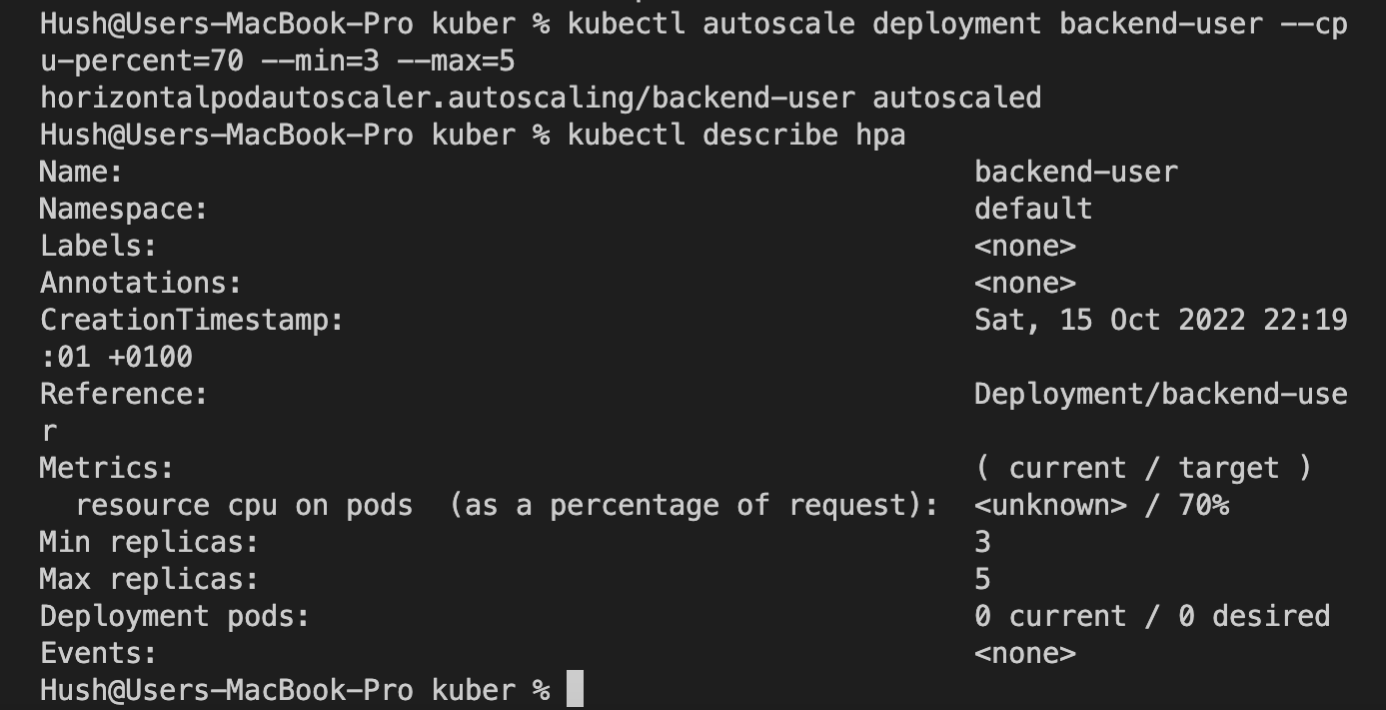 Hush@Users-MacBook-Pro kuber % kubectl autoscale deployment backend-user --cp
u-percent=70 --min=3 --max=5
horizontalpodautoscaler.autoscaling/backend-user autoscaled
Hush@Users-MacBook-Pro kuber % kubectl describe hpa
Name:                                                  backend-user
Namespace:                                             default
Labels:                                                <none>
Annotations:                                           <none>
CreationTimestamp:                                     Sat, 15 Oct 2022 22:19
:01 +0100
Reference:                                             Deployment/backend-use
r
Metrics:                                               ( current / target )
  resource cpu on pods  (as a percentage of request):  <unknown> / 70%
Min replicas:                                          3
Max replicas:                                          5
Deployment pods:                                       0 current / 0 desired
Events:                                                <none>
Hush@Users-MacBook-Pro kuber %